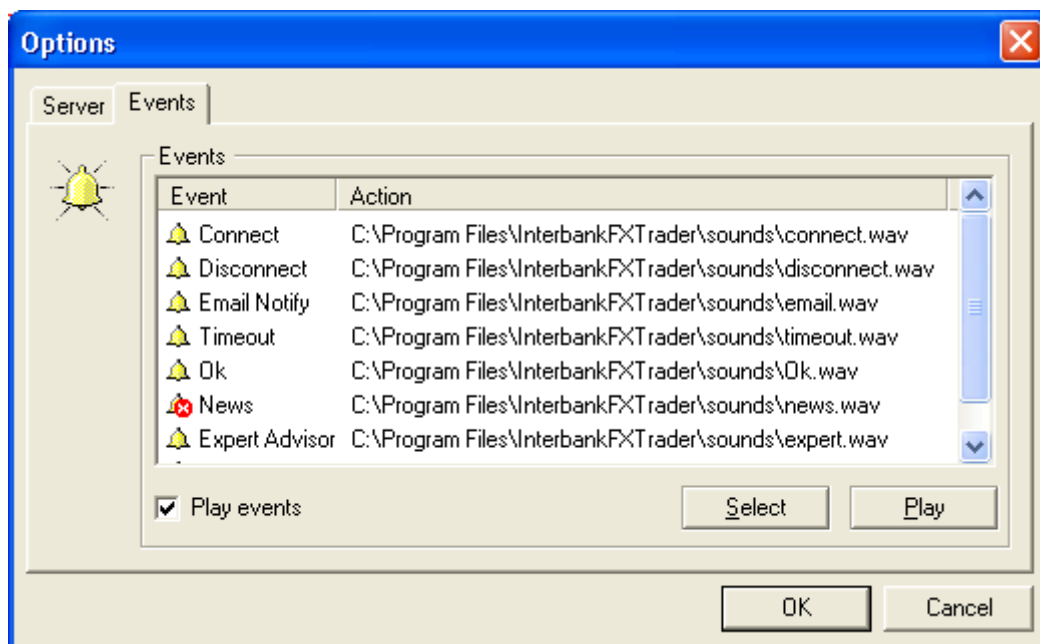 Options
Server Events
Events
Event Action
Connect C:\Program Files\InterbankFXTrader\sounds\connect.wav
Disconnect C:\Program Files\InterbankFXTrader\sounds\disconnect.wav
Email Notify C:\Program Files\InterbankFXTrader\sounds\email.wav
Timeout C:\Program Files\InterbankFXTrader\sounds\timeout.wav
Ok C:\Program Files\InterbankFXTrader\sounds\Ok.wav
News C:\Program Files\InterbankFXTrader\sounds\news.wav
Expert Advisor C:\Program Files\InterbankFXTrader\sounds\expert.wav
Play events Select Play
OK Cancel